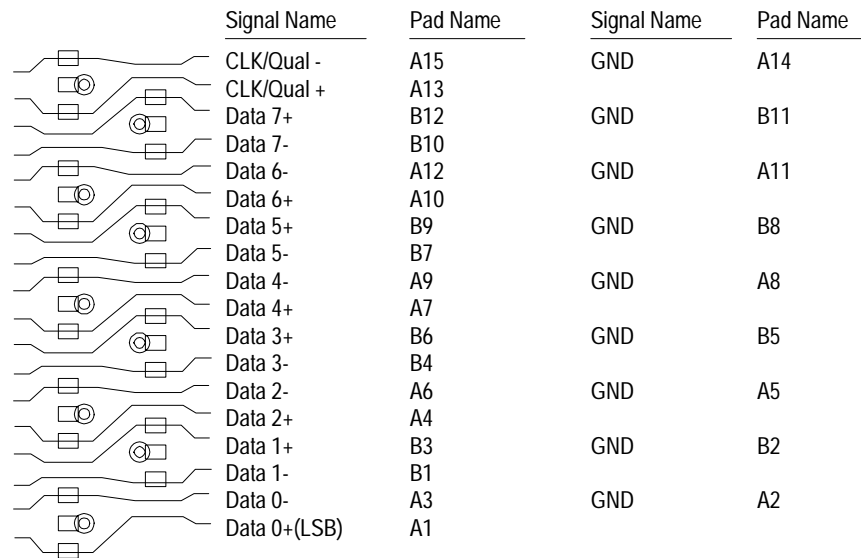 Signal Name Pad Name Signal Name Pad Name
CLK/Qual - A15 GND A14
CLK/Qual + A13
Data 7+ B12 GND B11
Data 7- B10
Data 6- A12 GND A11
Data 6+ A10
Data 5+ B9 GND B8
Data 5- B7
Data 4- A9 GND A8
Data 4+ A7
Data 3+ B6 GND B5
Data 3- B4
Data 2- A6 GND A5
Data 2+ A4
Data 1+ B3 GND B2
Data 1- B1
Data 0- A3 GND A2
Data 0+(LSB) A1